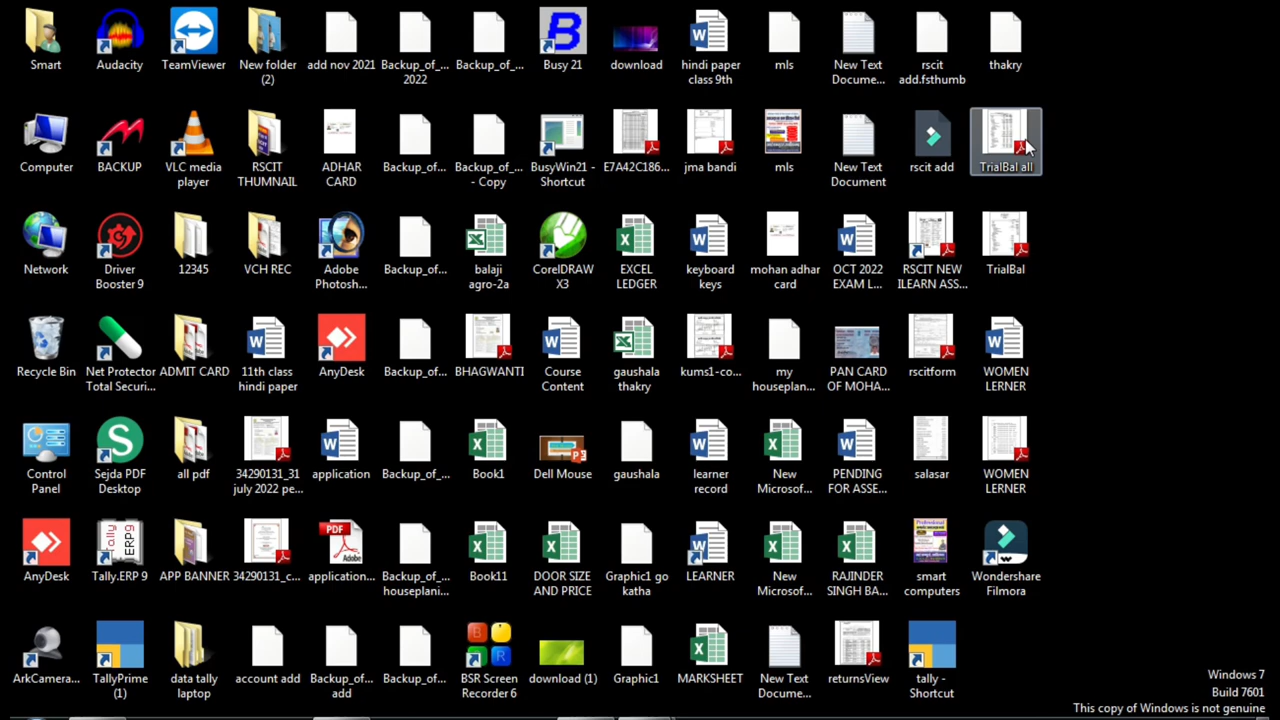 Smart
Audacity
TeamViewer
New folder
(2)
add nov 2021
Backup_of_...
2022
Backup_of_...
Busy 21
download
hindi paper
class 9th
mls
New Text
Docume...
rscit
add.fsthumb
thakry
Computer
BACKUP
VLC media
player
RSCIT
THUMNAIL
ADHAR
CARD
Backup_of_...
Backup_of_...
- Copy
BusyWin21 -
Shortcut
E7A42C186...
jma bandi
mls
New Text
Document
rscit add
TrialBal all
Network
Driver
Booster 9
12345
VCH REC
Adobe
Photosh...
Backup_of...
balaji
agro-2a
CorelDRAW
X3
EXCEL
LEDGER
keyboard
keys
mohan adhar
card
OCT 2022
EXAM L...
RSCIT NEW
ILEARN ASS...
TrialBal
Recycle Bin
Net Protector
Total Securi...
ADMIT CARD
11th class
hindi paper
AnyDesk
Backup_of...
BHAGWANTI
Course
Content
gaushala
thakry
kums1-co...
my
houseplan...
PAN CARD
OF MOHA...
rscitform
WOMEN
LERNER
Control
Panel
Sejda PDF
Desktop
all pdf
34290131_31
july 2022 pe...
application
Backup_of_...
Book1
Dell Mouse
gaushala
learner
record
New
Microsof...
PENDING
FOR ASSE...
salasar
WOMEN
LERNER
AnyDesk
Tally.ERP 9
APP BANNER
34290131_c...
application...
Backup_of_...
houseplani...
Book11
DOOR SIZE
AND PRICE
Graphic1 go
katha
LEARNER
New
Microsof...
RAJINDER
SINGH BA...
smart
computers
Wondershare
Filmora
ArkCamera...
TallyPrime
(1)
data tally
laptop
account add
Backup_of_...
add
Backup_of...
BSR Screen
Recorder 6
download (1)
Graphic1
MARKSHEET
New Text
Docume...
returnsView
tally -
Shortcut
Windows 7
Build 7601
This copy of Windows is not genuine